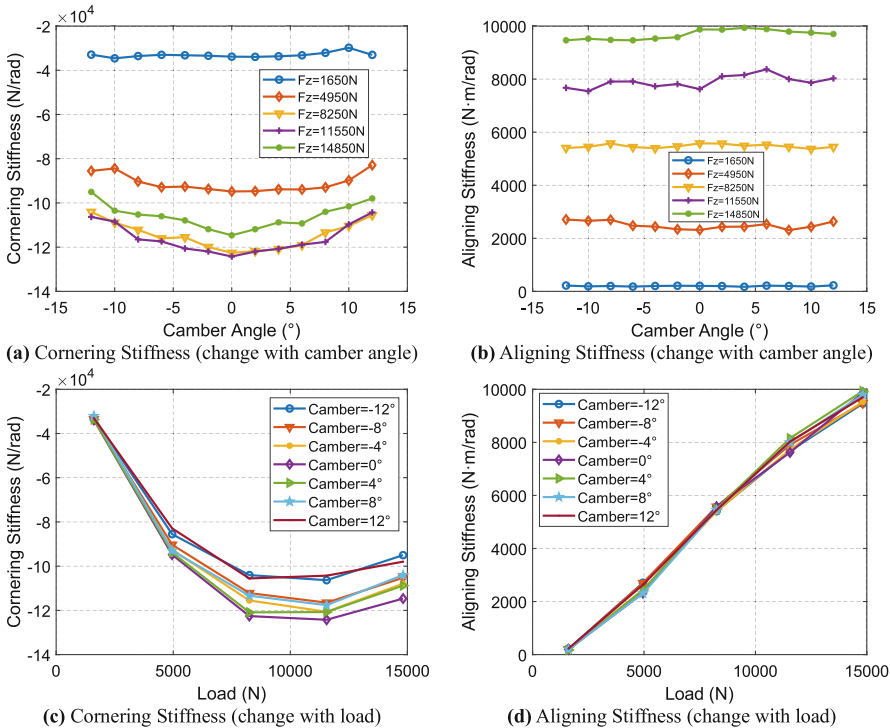 ×10⁴
-2
-4
-6
-8
-10
-12
-14
-15
-10
-5
0
5
10
15
Cornering Stiffness (N/rad)
Camber Angle (°)
Fz=1650N
Fz=4950N
Fz=8250N
Fz=11550N
Fz=14850N
(a) Cornering Stiffness (change with camber angle)
10000
8000
6000
4000
2000
0
-15
-10
-5
0
5
10
15
Aligning Stiffness (N·m/rad)
Camber Angle (°)
Fz=1650N
Fz=4950N
Fz=8250N
Fz=11550N
Fz=14850N
(b) Aligning Stiffness (change with camber angle)
×10⁴
-2
-4
-6
-8
-10
-12
-14
0
5000
10000
15000
Cornering Stiffness (N/rad)
Load (N)
Camber=-12°
Camber=-8°
Camber=-4°
Camber=0°
Camber=4°
Camber=8°
Camber=12°
(c) Cornering Stiffness (change with load)
10000
8000
6000
4000
2000
0
0
5000
10000
15000
Aligning Stiffness (N·m/rad)
Load (N)
Camber=-12°
Camber=-8°
Camber=-4°
Camber=0°
Camber=4°
Camber=8°
Camber=12°
(d) Aligning Stiffness (change with load)